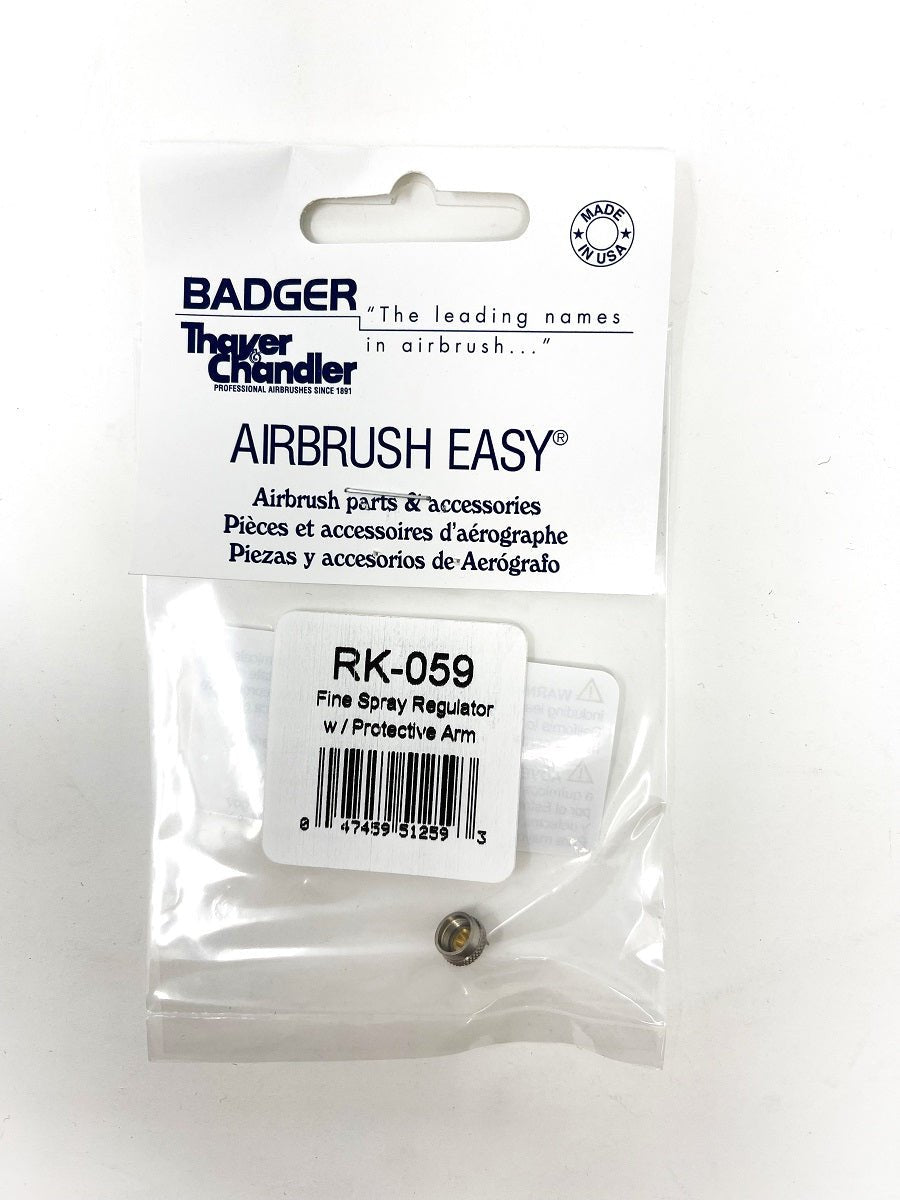 MADE
IN USA
BADGER
"The leading names
in airbrush..."
Thayer
&
Chandler
PROFESSIONAL AIRBRUSHES SINCE 1891
AIRBRUSH EASY®
Airbrush parts & accessories
Pièces et accessoires d'aérographe
Piezas y accesorios de Aerógrafo
RK-059
Fine Spray Regulator
w / Protective Arm
0 47459 51259 3